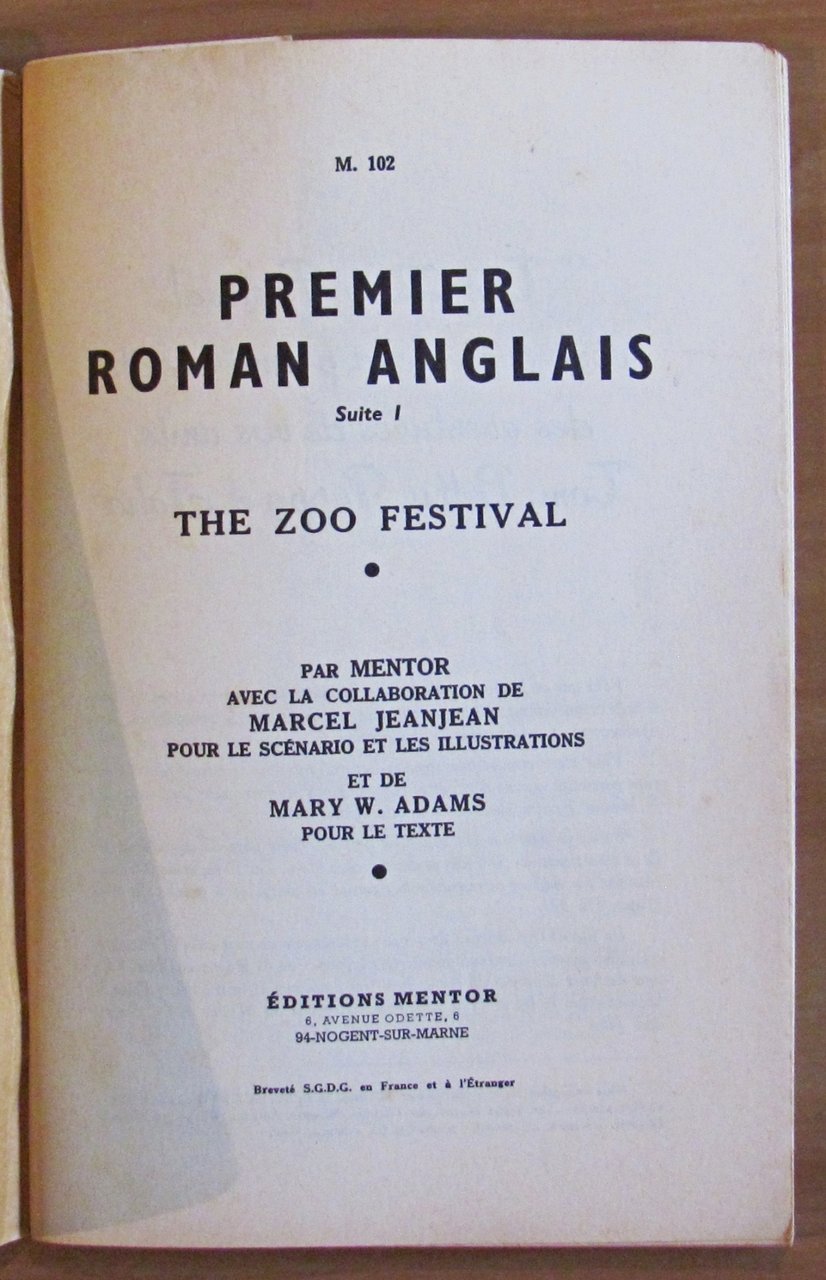 M. 102
PREMIER
ROMAN ANGLAIS
Suite I
THE ZOO FESTIVAL
PAR MENTOR
AVEC LA COLLABORATION DE
MARCEL JEANJEAN
POUR LE SCÉNARIO ET LES ILLUSTRATIONS
ET DE
MARY W. ADAMS
POUR LE TEXTE
ÉDITIONS MENTOR
6, AVENUE ODETTE, 6
94-NOGENT-SUR-MARNE
Breveté S.G.D.G. en France et à l'Étranger